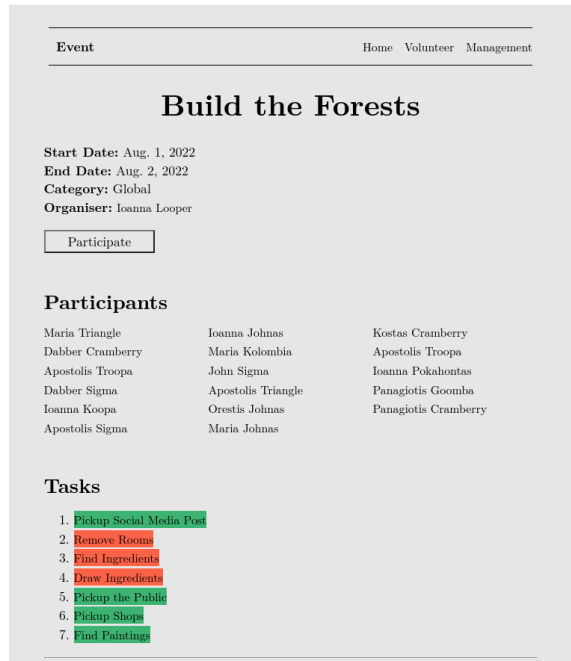 Event
Home Volunteer Management
Build the Forests
Start Date: Aug. 1, 2022
End Date: Aug. 2, 2022
Category: Global
Organiser: Ioanna Looper
Participate
Participants
Maria Triangle
Dabber Cramberry
Apostolis Troopa
Dabber Sigma
Ioanna Koopa
Apostolis Sigma
Ioanna Johnas
Maria Kolombia
John Sigma
Apostolis Triangle
Orestis Johnas
Maria Johnas
Kostas Cramberry
Apostolis Troopa
Ioanna Pokahontas
Panagiotis Goomba
Panagiotis Cramberry
Tasks
1. Pickup Social Media Post
2. Remove Rooms
3. Find Ingredients
4. Draw Ingredients
5. Pickup the Public
6. Pickup Shops
7. Find Paintings